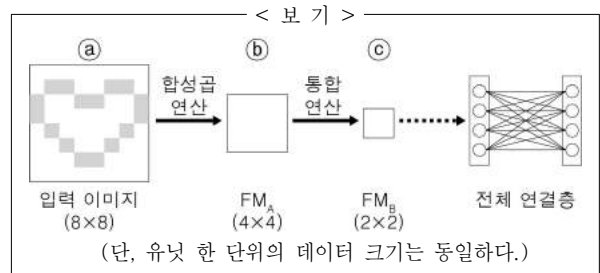 < 보 기 >
ⓐ ⓑ ⓒ
합성곱 연산
통합 연산
입력 이미지 (8×8)
FM_A (4×4)
FM_B (2×2)
전체 연결층
(단, 유닛 한 단위의 데이터 크기는 동일하다.)